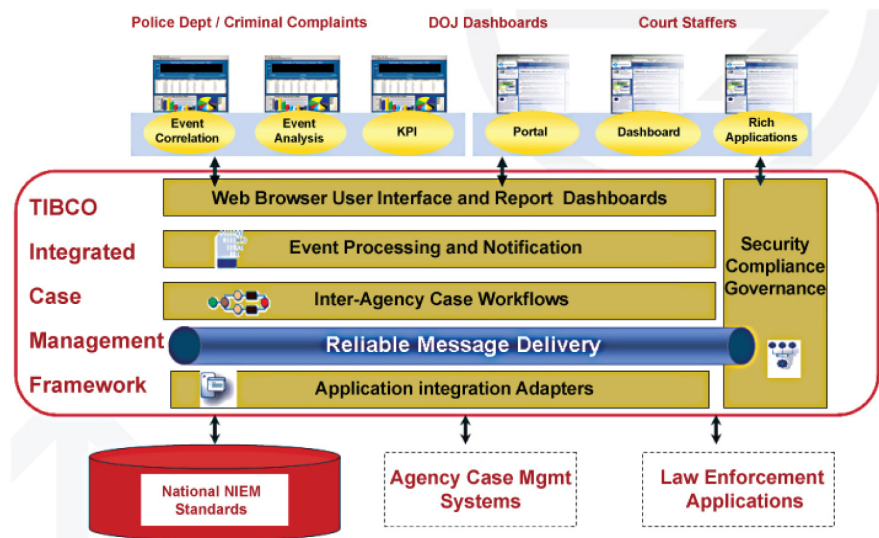 Police Dept / Criminal Complaints
DOJ Dashboards
Court Staffers
Event
Correlation
Event
Analysis
KPI
Portal
Dashboard
Rich
Applications
TIBCO
Integrated
Case
Management
Framework
Web Browser User Interface and Report Dashboards
Event Processing and Notification
Inter-Agency Case Workflows
Reliable Message Delivery
Application integration Adapters
Security
Compliance
Governance
National NIEM
Standards
Agency Case Mgmt
Systems
Law Enforcement
Applications